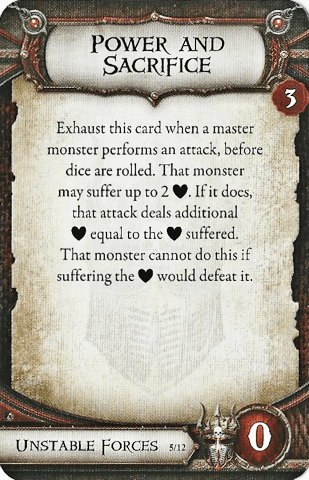 Power and
Sacrifice
3
Exhaust this card when a master
monster performs an attack, before
dice are rolled. That monster
may suffer up to 2 ♥. If it does,
that attack deals additional
♥ equal to the ♥ suffered.
That monster cannot do this if
suffering the ♥ would defeat it.
Unstable Forces 5/12
0